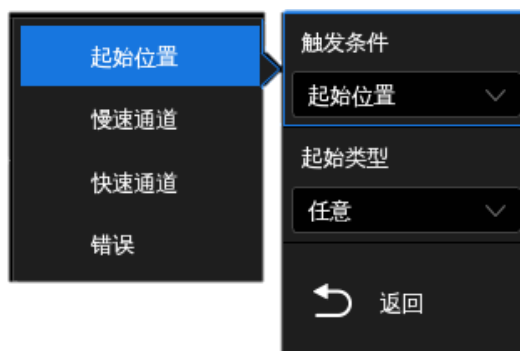 起始位置
慢速通道
快速通道
错误
触发条件
起始位置
起始类型
任意
返回